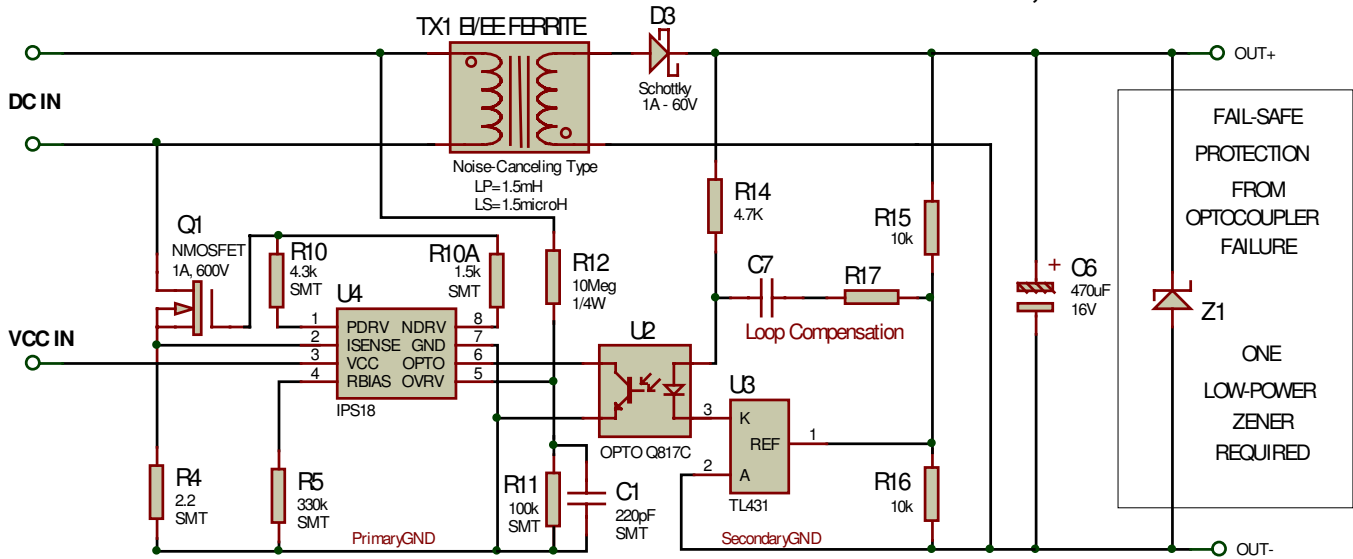 TX1 EI/EE FERRITE
D3
Schottky
1A - 60V
OUT+
DC IN
Noise-Canceling Type
LP=1.5mH
LS=1.5microH
FAIL-SAFE
PROTECTION
FROM
OPTOCOUPLER
FAILURE
ONE
LOW-POWER
ZENER
REQUIRED
R14
4.7K
R15
10k
Q1
NMOSFET
1A, 600V
R10
4.3k
SMT
R10A
1.5k
SMT
R12
10Meg
1/4W
C7
R17
Loop Compensation
+
C6
470uF
16V
Z1
U4
1 PDRV NDRV 8
2 ISENSE GND 7
3 VCC OPTO 6
4 RBIAS OVRV 5
IPS18
VCC IN
U2
OPTO Q817C
U3
3 K
REF 1
2 A
TL431
R4
2.2
SMT
R5
330k
SMT
R11
100k
SMT
C1
220pF
SMT
R16
10k
PrimaryGND
SecondaryGND
OUT-